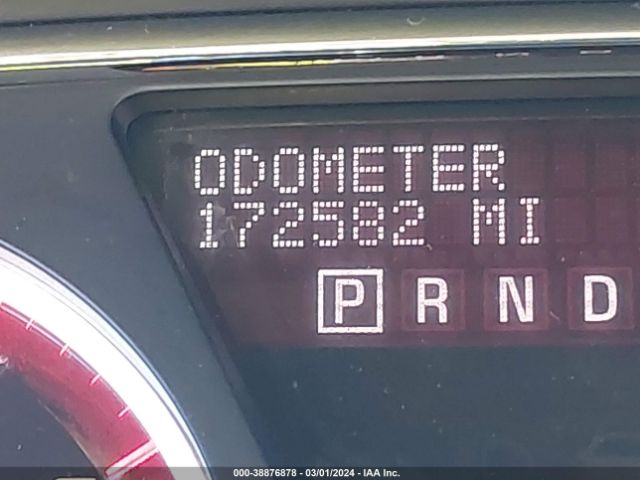 ODOMETER
172582 MI
P R N D
000-38876878 - 03/01/2024 - IAA Inc.